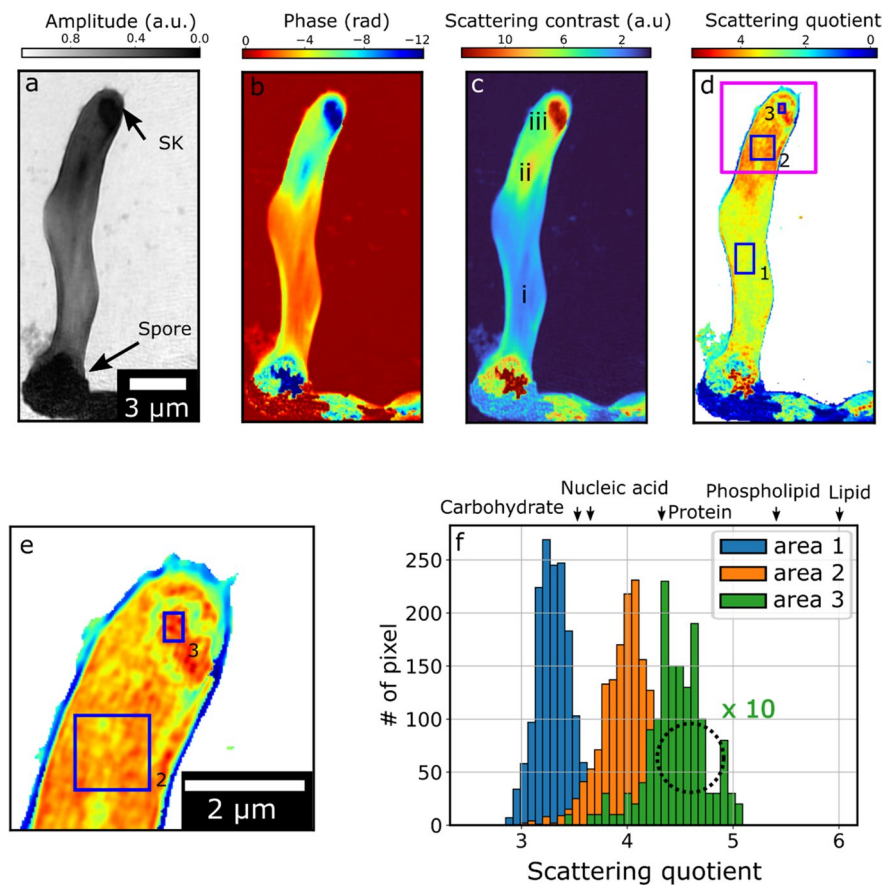 Amplitude (a.u.)
0.8 0.0
Phase (rad)
0 −4 −8 −12
Scattering contrast (a.u)
10 6 2
Scattering quotient
4 2 0
a
SK
Spore
3 μm
b
c
iii
ii
i
d
3
2
1
e
3
2
2 μm
Carbohydrate
Nucleic acid
Protein
Phospholipid
Lipid
f
area 1
area 2
area 3
x 10
# of pixel
250
200
150
100
50
0
3 4 5 6
Scattering quotient